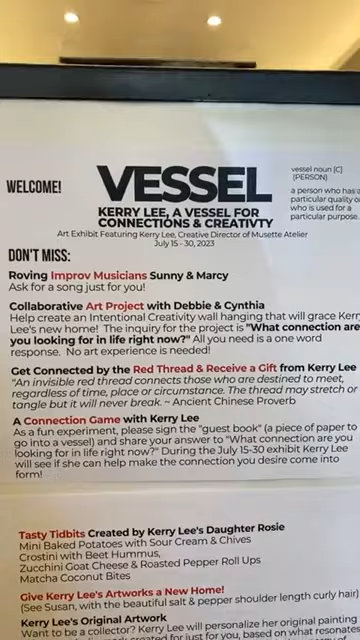 WELCOME!
VESSEL
vessel noun [C]
(PERSON)
a person who has a
particular quality o
who is used for a
particular purpose.
KERRY LEE, A VESSEL FOR
CONNECTIONS & CREATIVTY
Art Exhibit Featuring Kerry Lee, Creative Director of Musette Atelier
July 15 - 30, 2023
DON'T MISS:
Roving Improv Musicians Sunny & Marcy
Ask for a song just for you!
Collaborative Art Project with Debbie & Cynthia
Help create an Intentional Creativity wall hanging that will grace Kerry
Lee's new home! The inquiry for the project is "What connection are
you looking for in life right now?" All you need is a one word
response. No art experience is needed!
Get Connected by the Red Thread & Receive a Gift from Kerry Lee
"An invisible red thread connects those who are destined to meet,
regardless of time, place or circumstance. The thread may stretch or
tangle but it will never break. ~ Ancient Chinese Proverb
A Connection Game with Kerry Lee
As a fun experiment, please sign the "guest book" (a piece of paper to
go into a vessel) and share your answer to "What connection are you
looking for in life right now?" During the July 15-30 exhibit Kerry Lee
will see if she can help make the connection you desire come into
form!
Tasty Tidbits Created by Kerry Lee's Daughter Rosie
Mini Baked Potatoes with Sour Cream & Chives
Crostini with Beet Hummus,
Zucchini Goat Cheese & Roasted Pepper Roll Ups
Matcha Coconut Bites
Give Kerry Lee's Artworks a New Home!
(See Susan, with the beautiful salt & pepper shoulder length curly hair)
Kerry Lee's Original Artwork
Want to be a collector? Kerry Lee will personalize her original painting
created for just for you, based on what resonates